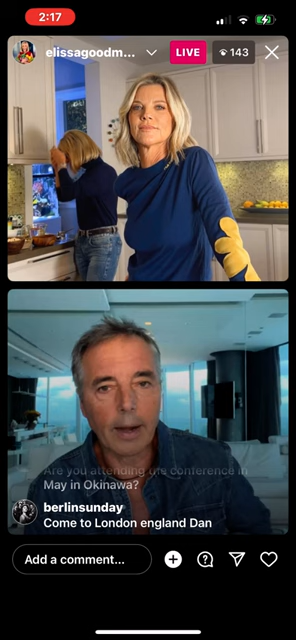 2:17
elissagoodm...
LIVE
143
Are you attending the conference in
May in Okinawa?
berlinsunday
Come to London england Dan
Add a comment...